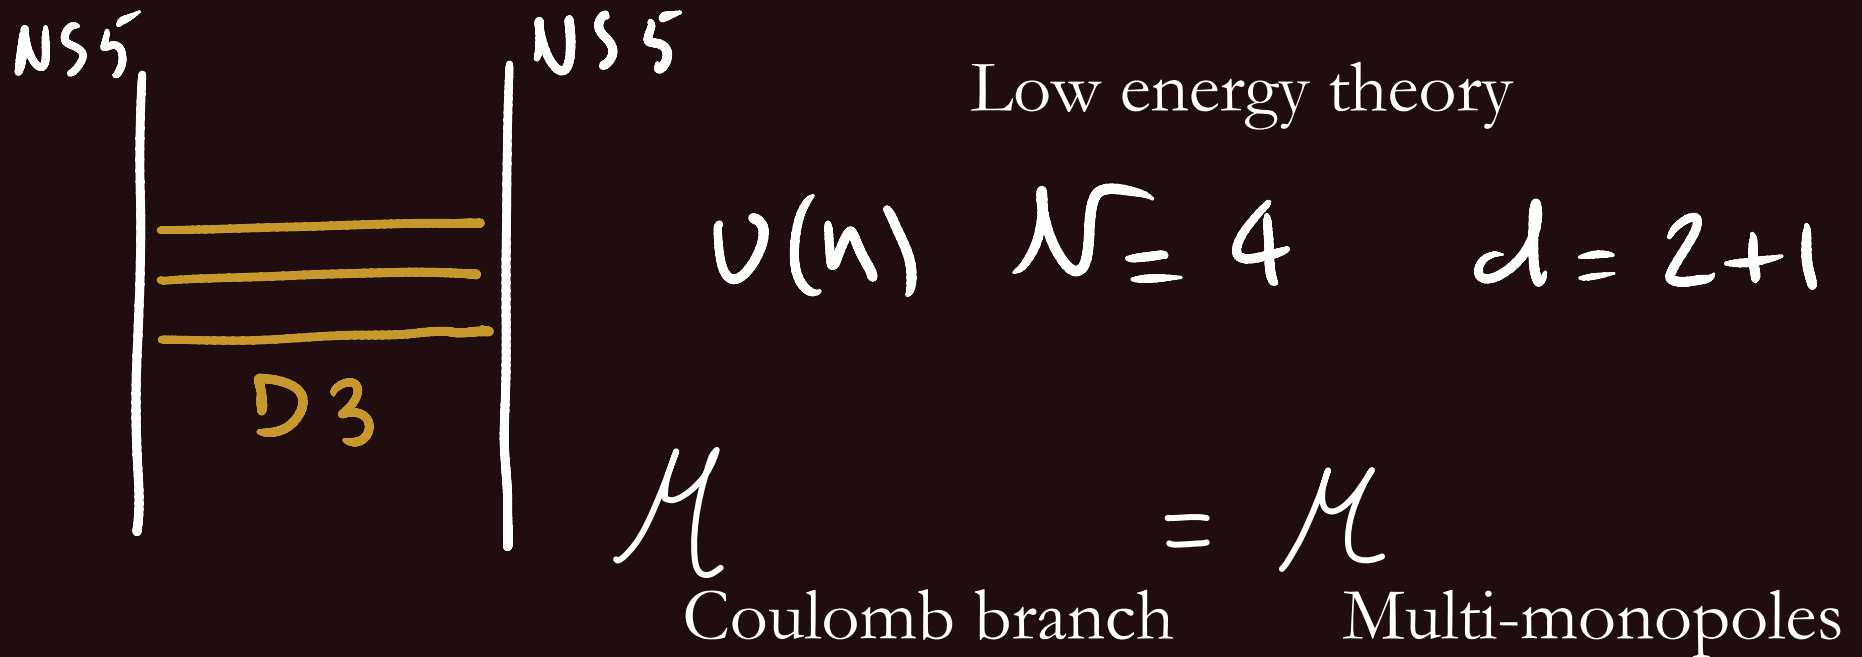 NS5 NS5
Low energy theory
U(n) N = 4 d = 2+1
D3
M Coulomb branch = M Multi-monopoles